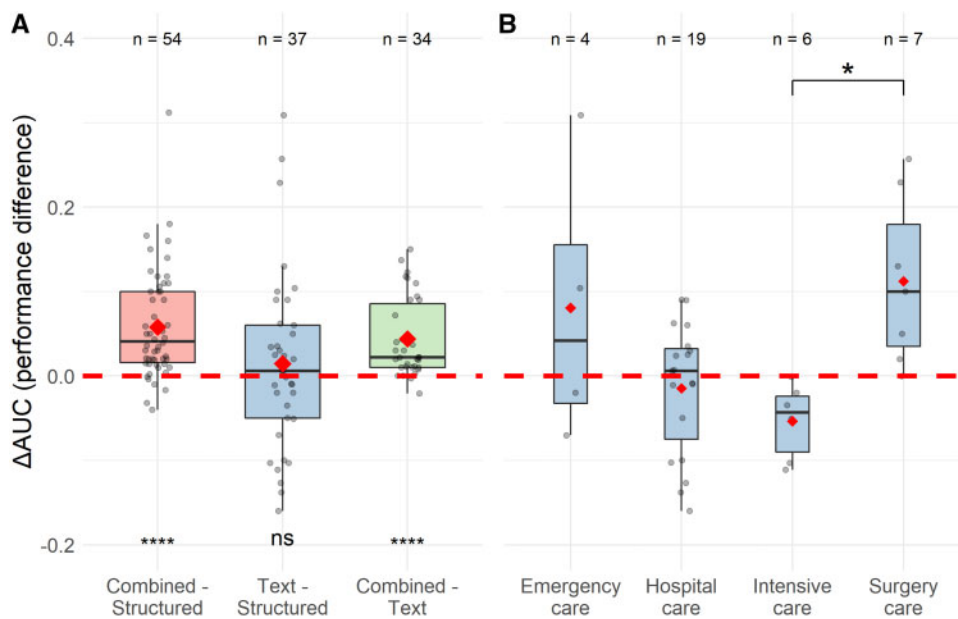 A
B
n = 54
n = 37
n = 34
n = 4
n = 19
n = 6
n = 7
*
0.4
0.2
0.0
-0.2
ΔAUC (performance difference)
****
ns
****
Combined -
Structured
Text -
Structured
Combined -
Text
Emergency
care
Hospital
care
Intensive
care
Surgery
care